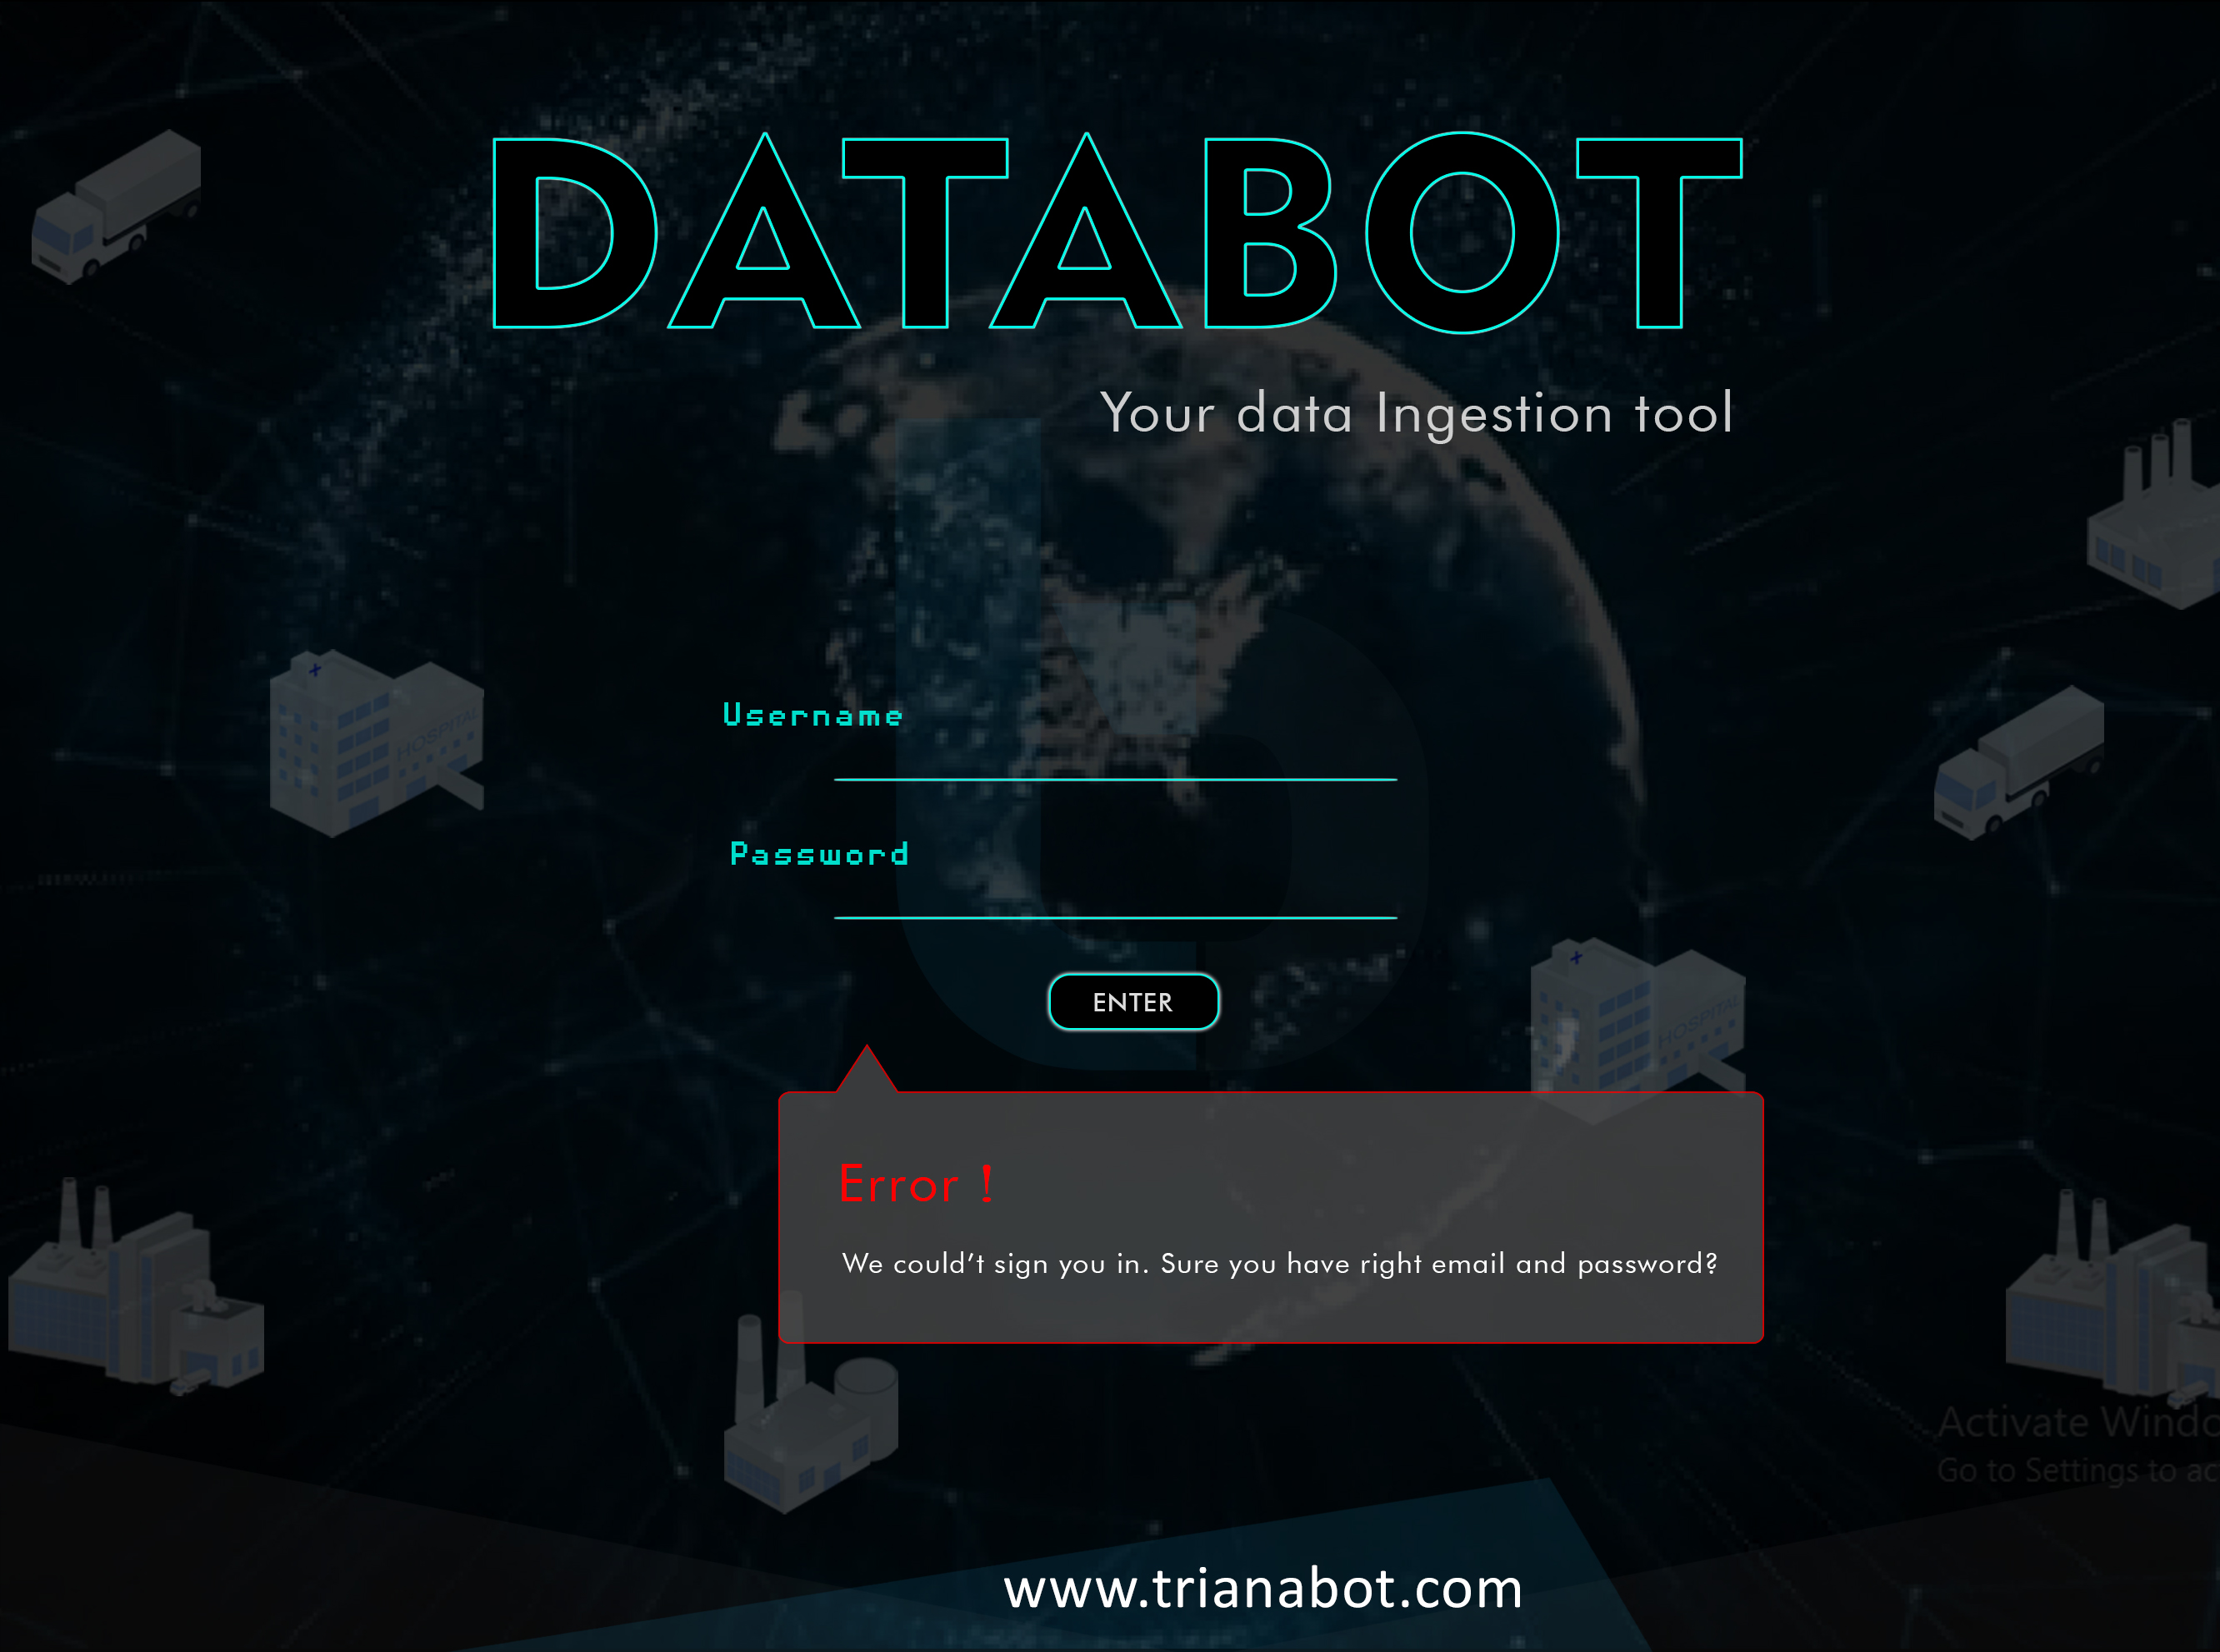 DATABOT
Your data Ingestion tool
Username
HOSPITAL
Password
ENTER
HOSPITAL
Error !
We could’t sign you in. Sure you have right email and password?
Activate Windo
Go to Settings to ac
www.trianabot.com